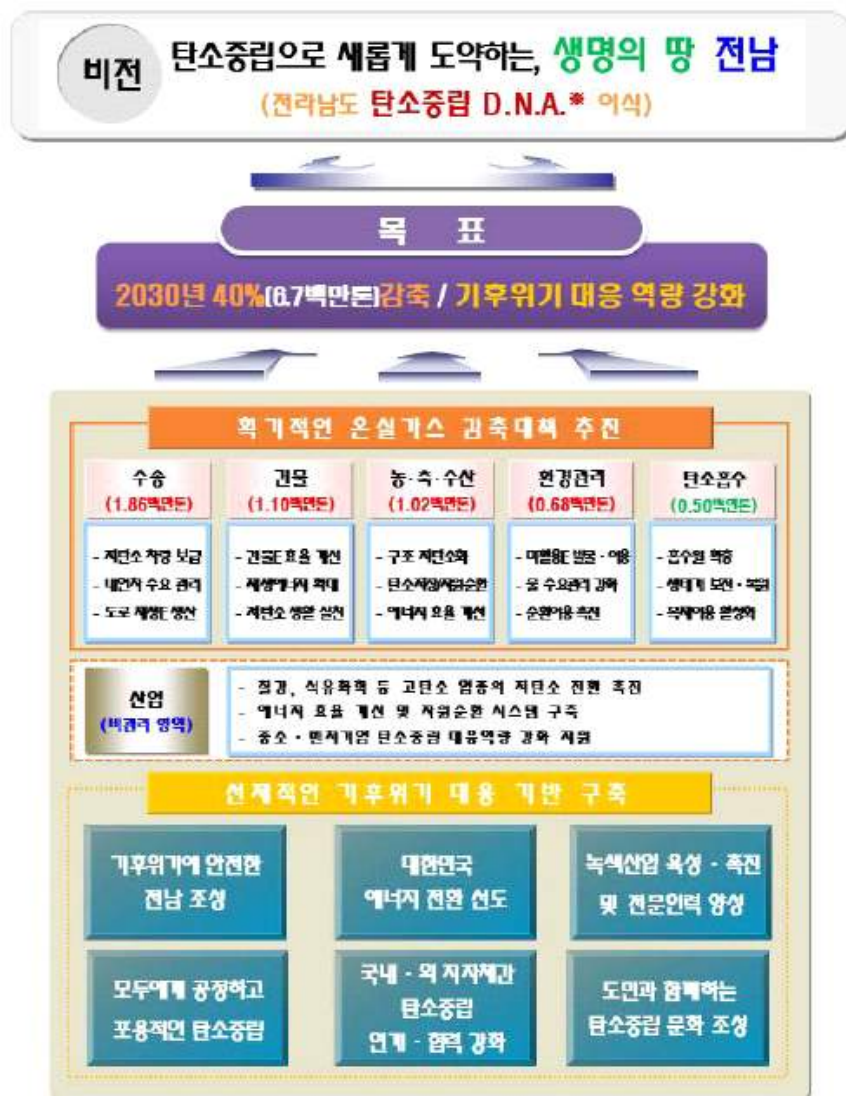 비전
탄소중립으로 새롭게 도약하는, 생명의 땅 전남
(전라남도 탄소중립 D.N.A.* 이식)
목 표
2030년 40%(6.7백만톤)감축 / 기후위기 대응 역량 강화
획기적인 온실가스 감축대책 추진
수송
(1.86백만톤)
- 저탄소 차량 보급
- 내연차 수요 관리
- 도로 재생E 생산
건물
(1.10백만톤)
- 건물E 효율 개선
- 재생에너지 확대
- 저탄소 생활 실천
농·축·수산
(1.02백만톤)
- 구조 저탄소화
- 탄소저장/자원순환
- 에너지 효율 개선
환경관리
(0.68백만톤)
- 미활용E 발굴·이용
- 물 수요관리 강화
- 순환이용 촉진
탄소흡수
(0.50백만톤)
- 흡수원 확충
- 생태계 보전·복원
- 목재이용 활성화
산업
(비관리 영역)
- 철강, 석유화학 등 고탄소 업종의 저탄소 전환 촉진
- 에너지 효율 개선 및 자원순환 시스템 구축
- 중소·벤처기업 탄소중립 대응역량 강화 지원
선제적인 기후위기 대응 기반 구축
기후위기에 안전한
전남 조성
대한민국
에너지 전환 선도
녹색산업 육성·촉진
및 전문인력 양성
모두에게 공정하고
포용적인 탄소중립
국내·외 지자체간
탄소중립
연계·협력 강화
도민과 함께하는
탄소중립 문화 조성